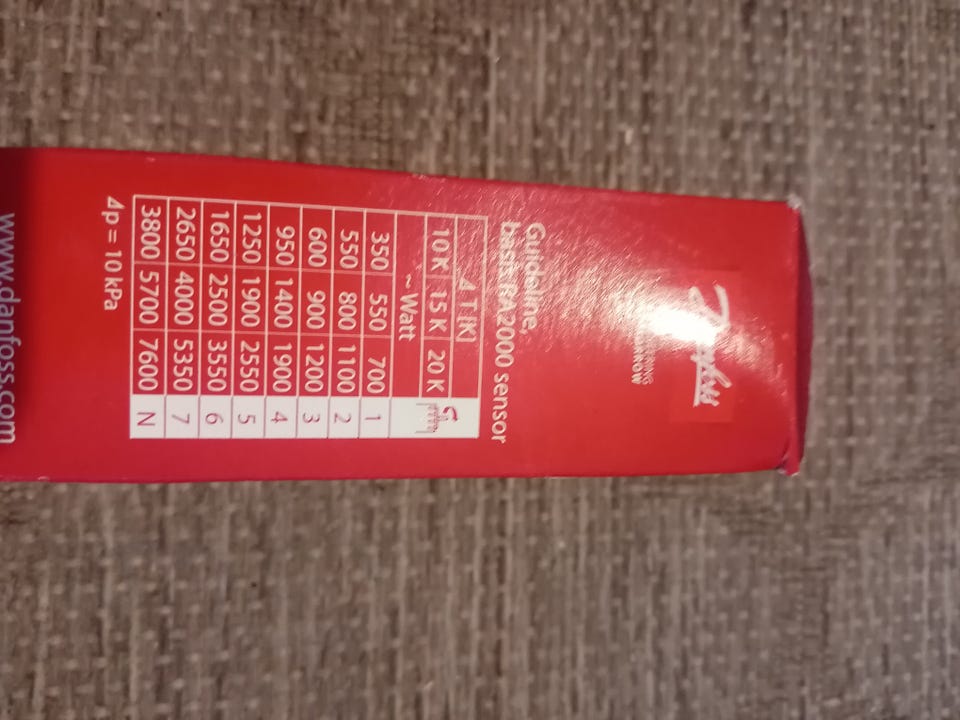 Danfoss
Guideline,
basis RA2000 sensor
Δ T [K]
10 K 15 K 20 K
~ Watt
350 550 700 1
550 800 1100 2
600 900 1200 3
950 1400 1900 4
1250 1900 2550 5
1650 2500 3550 6
2650 4000 5350 7
3800 5700 7600 N
Δp = 10 kPa
www.danfoss.com